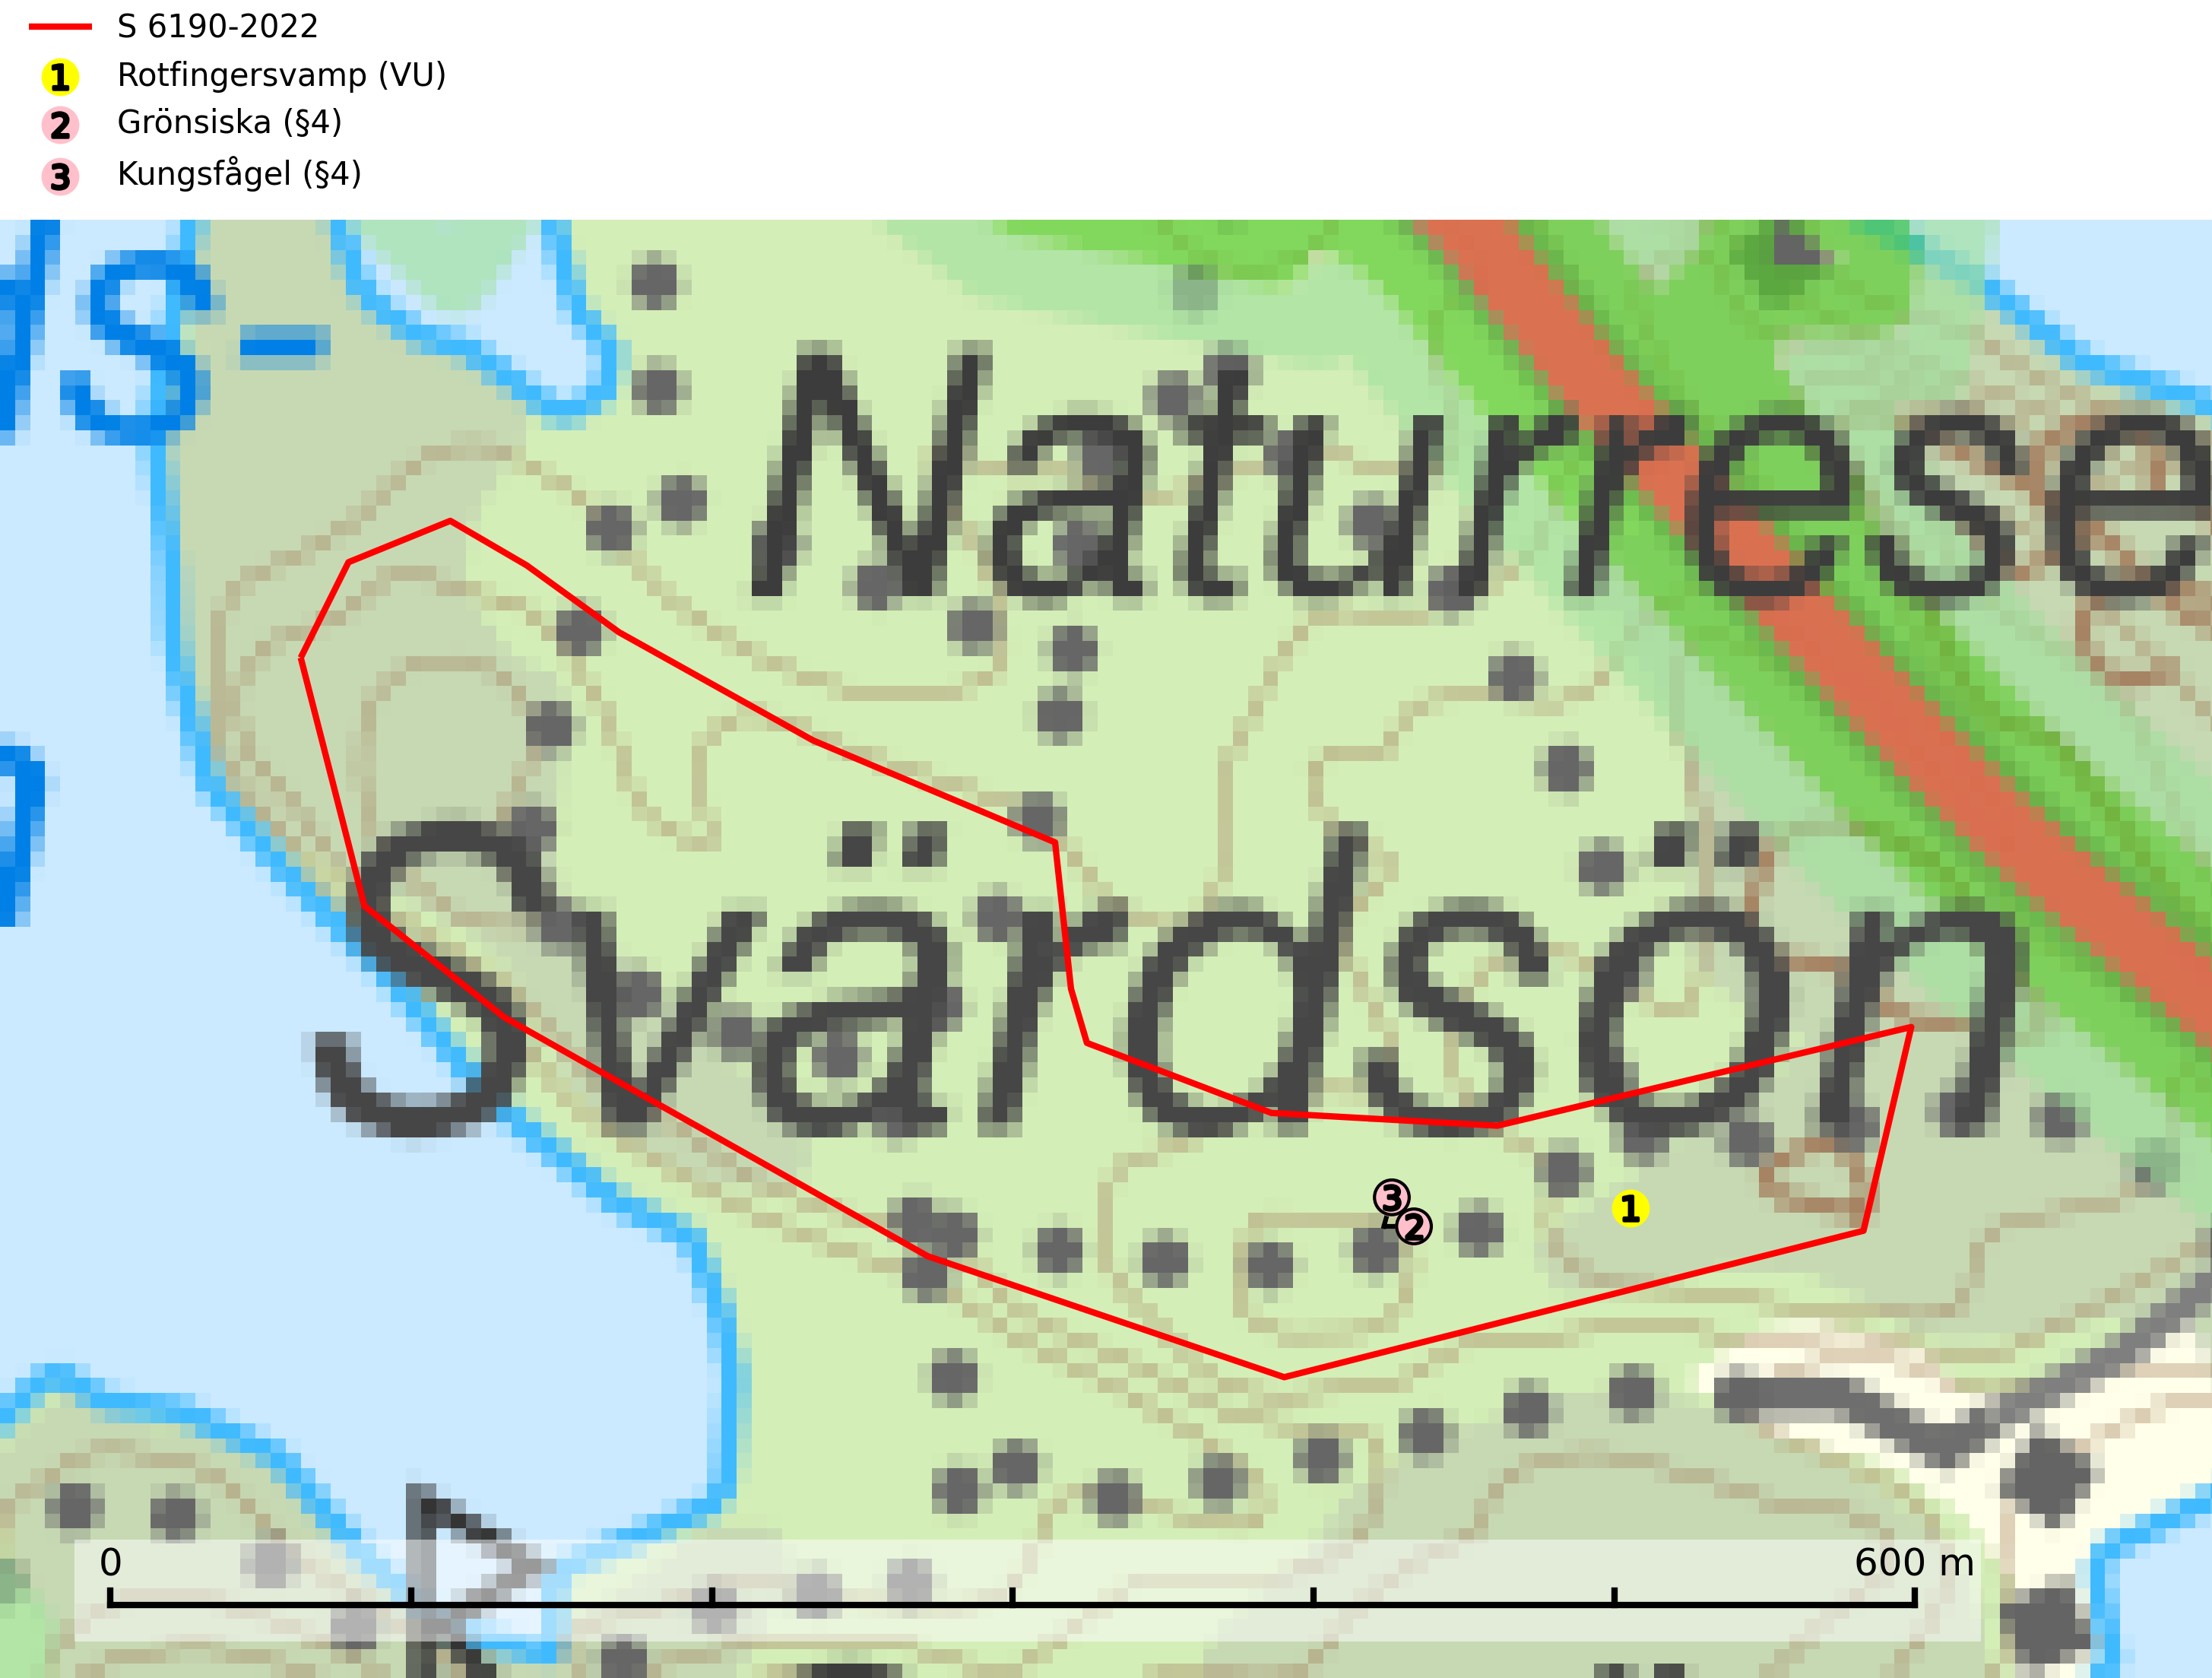 S 6190-2022
1 Rotfingersvamp (VU)
2 Grönsiska (§4)
3 Kungsfågel (§4)
s-
Naturrese
Svärdsön
3
2
1
0 600 m